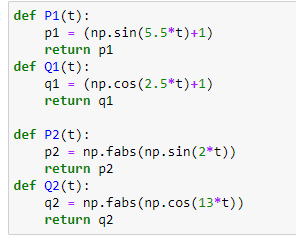 def P1(t):
    p1 = (np.sin(5.5*t)+1)
    return p1
def Q1(t):
    q1 = (np.cos(2.5*t)+1)
    return q1

def P2(t):
    p2 = np.fabs(np.sin(2*t))
    return p2
def Q2(t):
    q2 = np.fabs(np.cos(13*t))
    return q2